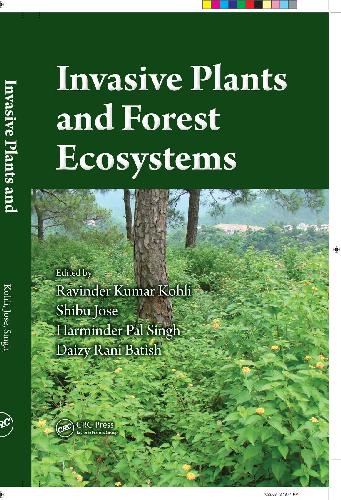 Invasive Plants
and Forest
Ecosystems
Edited by
Ravinder Kumar Kohli
Shibu Jose
Harminder Pal Singh
Daizy Rani Batish
CRC Press
Invasive Plants and
Kohli, Jose, Singh
CRC